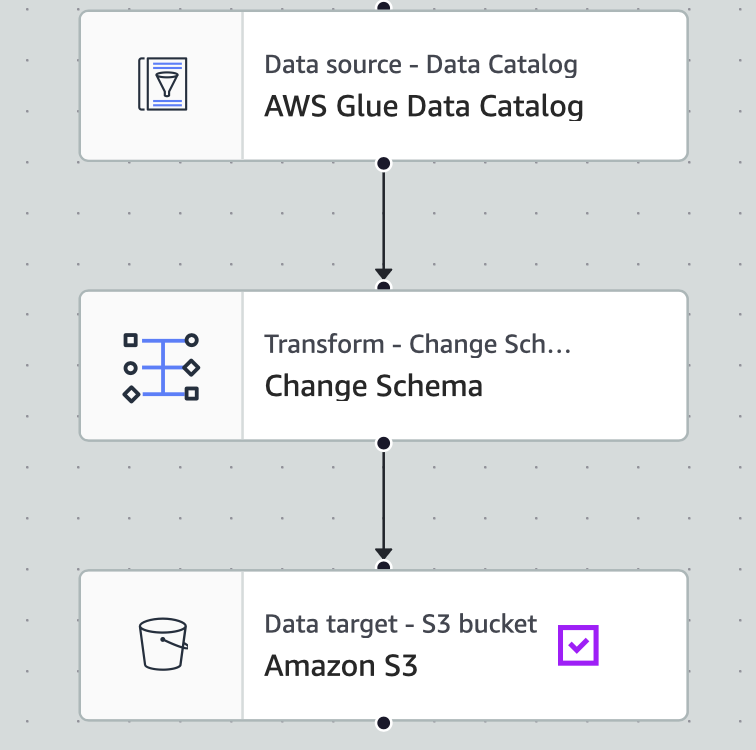 Data source - Data Catalog
AWS Glue Data Catalog
Transform - Change Sch...
Change Schema
Data target - S3 bucket
Amazon S3